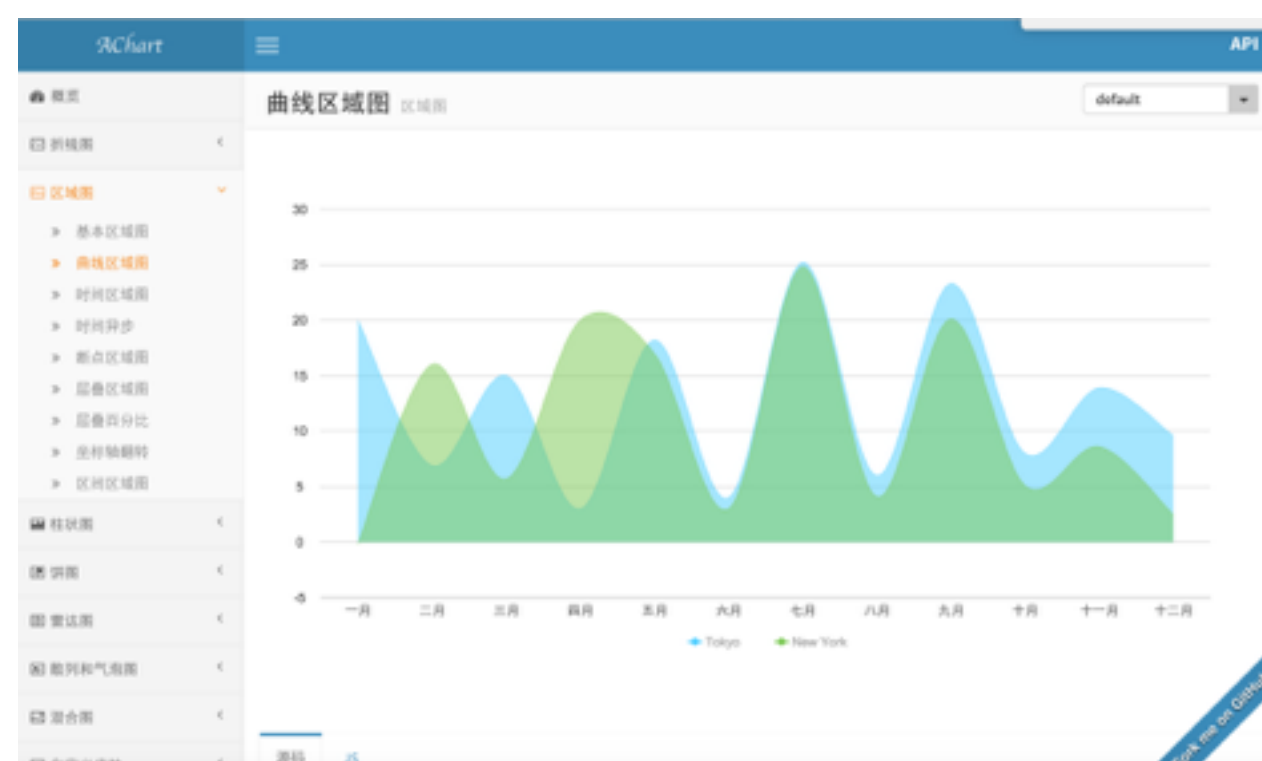 AChart
API
概览
曲线区域图 区域图
default
折线图
区域图
基本区域图
曲线区域图
时间区域图
时间异步
断点区域图
层叠区域图
层叠百分比
坐标轴翻转
区间区域图
柱状图
饼图
雷达图
散列和气泡图
混合图
30
25
20
15
10
5
0
-5
一月 二月 三月 四月 五月 六月 七月 八月 九月 十月 十一月 十二月
Tokyo New York
Fork me on GitHub
源码